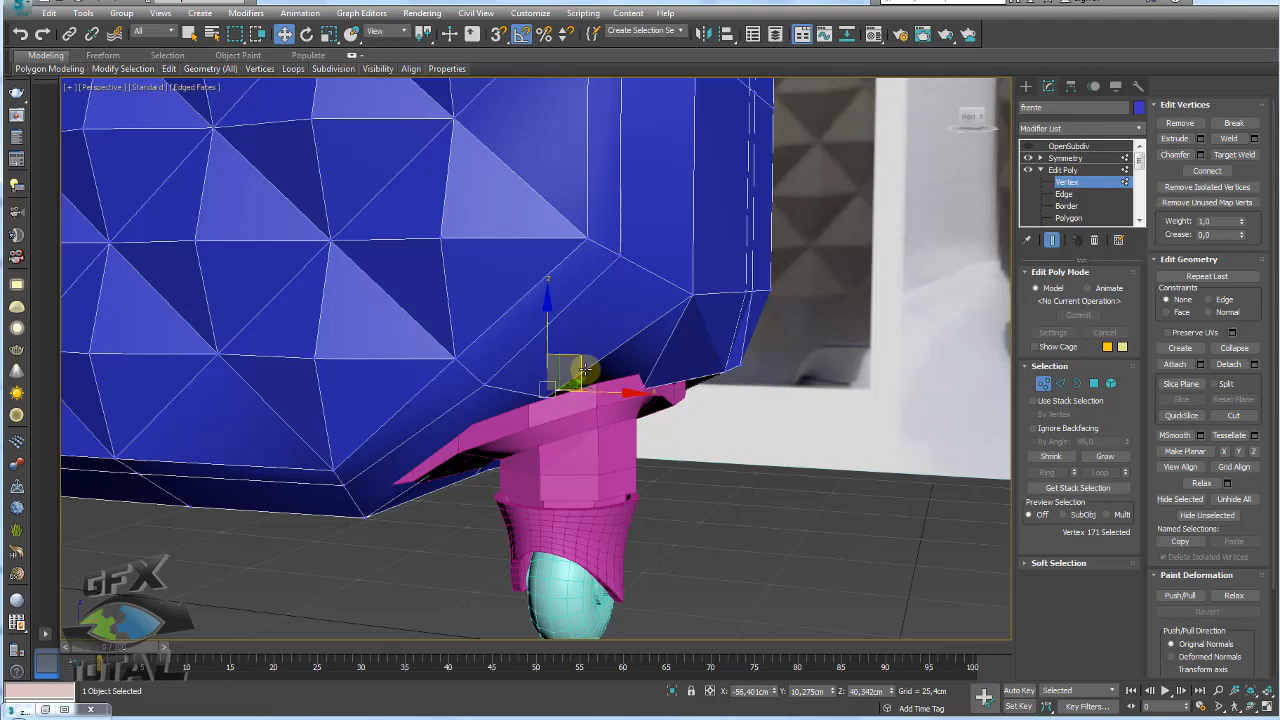 Edit Tools Group Views Create Modifiers Animation Graph Editors Rendering Civil View Customize Scripting Content Help
All View Create Selection Se
Modeling Freeform Selection Object Paint Populate
Polygon Modeling Modify Selection Edit Geometry (All) Vertices Loops Subdivision Visibility Align Properties
[ + ] [ Perspective ] [ Standard ] [ Edged Faces ]
frente
Modifier List
OpenSubdiv
Symmetry
Edit Poly
Vertex
Edge
Border
Polygon
Edit Poly Mode
Model Animate
<No Current Operation>
Commit
Settings Cancel
Show Cage
Selection
Use Stack Selection
By Vertex
Ignore Backfacing
By Angle: 45,0
Shrink Grow
Ring Loop
Get Stack Selection
Preview Selection
Off SubObj Multi
Vertex 171 Selected
Soft Selection
Edit Vertices
Remove Break
Extrude Weld
Chamfer Target Weld
Connect
Remove Isolated Vertices
Remove Unused Map Verts
Weight: 1,0
Crease: 0,0
Edit Geometry
Repeat Last
Constraints
None Edge
Face Normal
Preserve UVs
Create Collapse
Attach Detach
Slice Plane Split
Slice Reset Plane
QuickSlice Cut
MSmooth Tessellate
Make Planar X Y Z
View Align Grid Align
Relax
Hide Selected Unhide All
Hide Unselected
Named Selections:
Copy Paste
Delete Isolated Vertices
Paint Deformation
Push/Pull Relax
Revert
Push/Pull Direction
Original Normals
Deformed Normals
Transform axis
z
x
GFX
TOTAL
0 / 100
5 10 15 20 25 30 35 40 45 50 55 60 65 70 75 80 85 90 95 100
1 Object Selected X: -56,401cm Y: 10,275cm Z: 40,342cm Grid = 25,4cm
Add Time Tag
Auto Key Selected
Set Key Key Filters...
0
z...